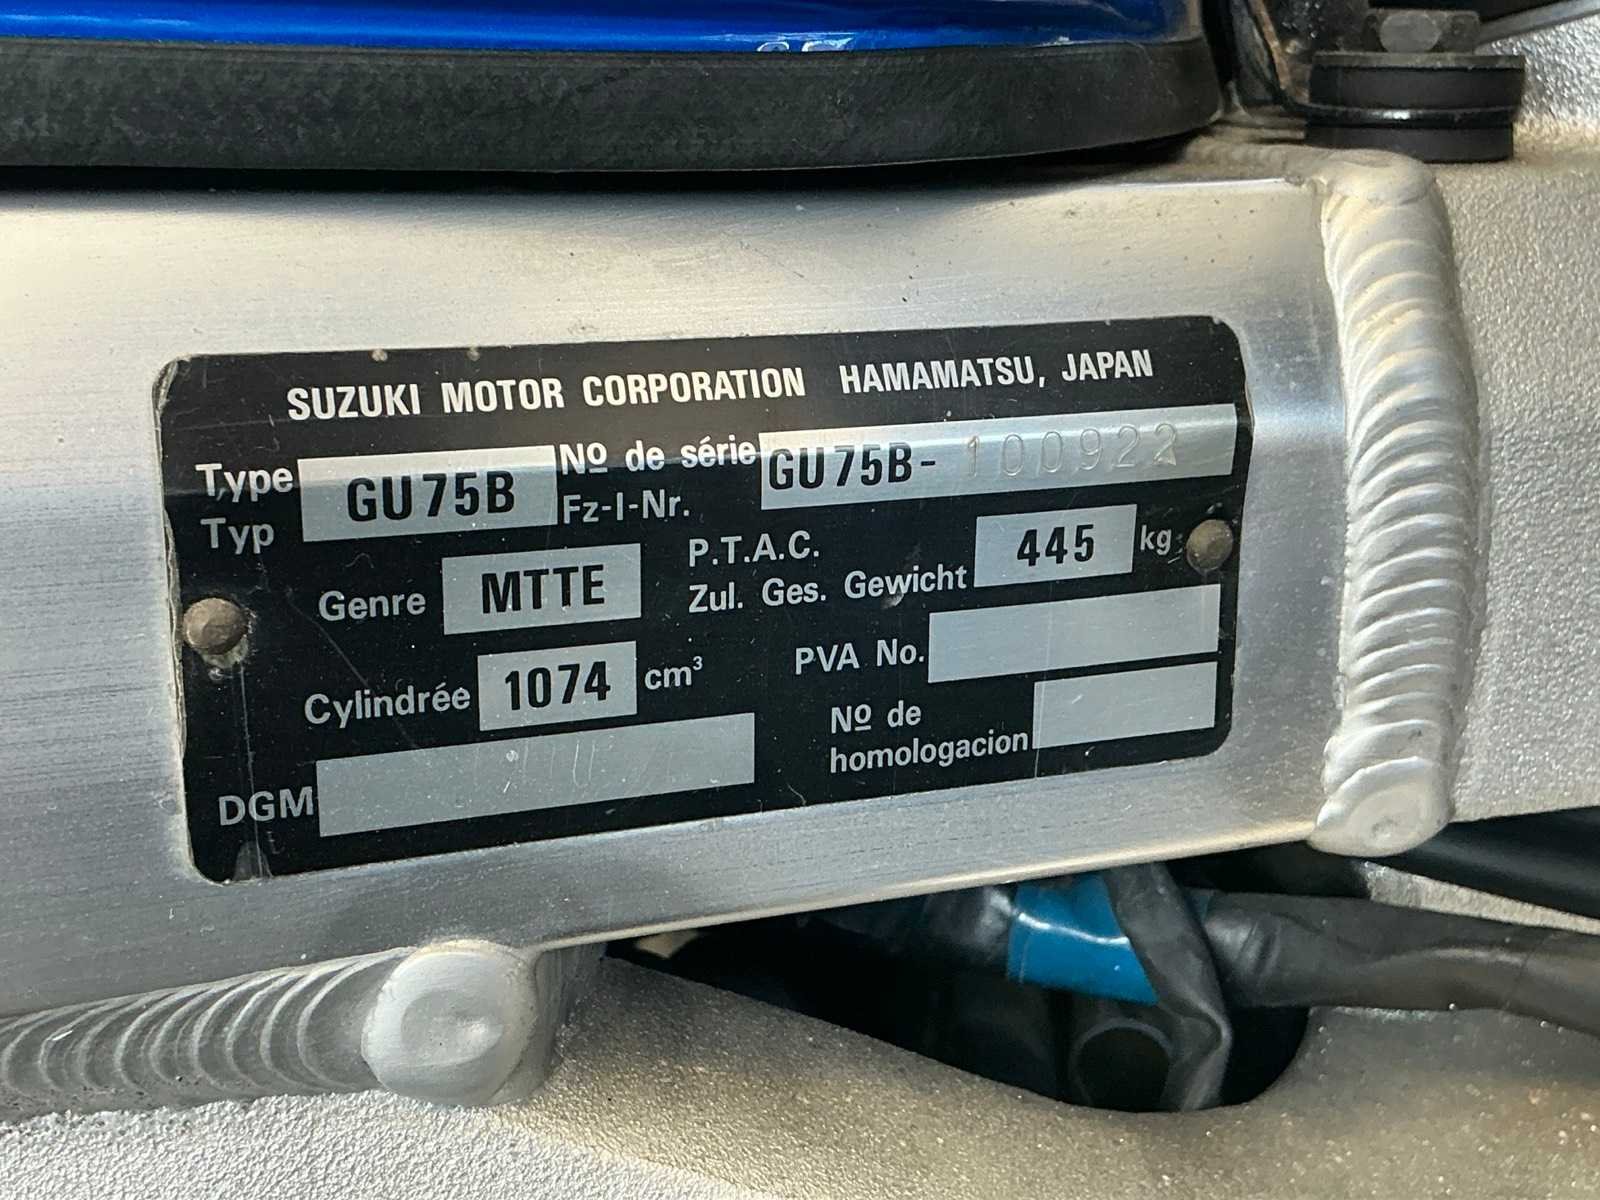 SUZUKI MOTOR CORPORATION HAMAMATSU, JAPAN
Type
Typ
GU75B
Nº de série
Fz-I-Nr.
GU75B- 100922
Genre MTTE
P.T.A.C.
Zul. Ges. Gewicht
445 kg
Cylindrée 1074 cm³
PVA No.
DGM
Nº de
homologacion